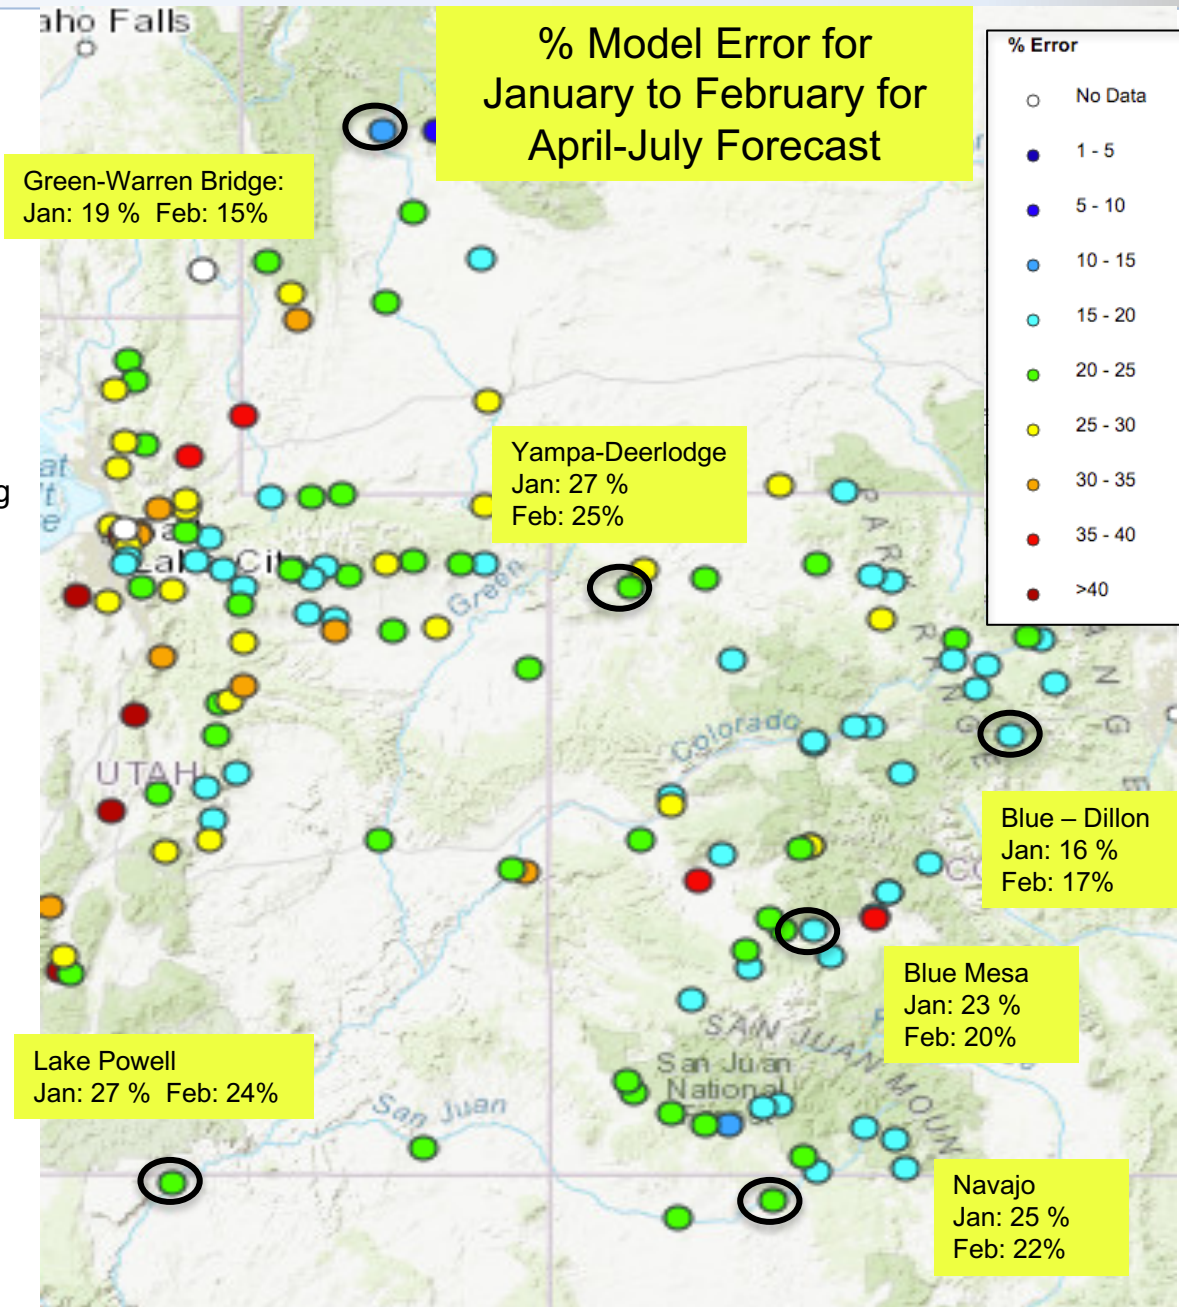 aho Falls
% Model Error for
January to February for
April-July Forecast
% Error
No Data
1 - 5
5 - 10
10 - 15
15 - 20
20 - 25
25 - 30
30 - 35
35 - 40
>40
Green-Warren Bridge:
Jan: 19 %  Feb: 15%
Yampa-Deerlodge
Jan: 27 %
Feb: 25%
g
Green
PARK
RANGE
Colorado
UTAH
Blue – Dillon
Jan: 16 %
Feb: 17%
Blue Mesa
Jan: 23 %
Feb: 20%
SAN JUAN MOUN
San Juan
National
Lake Powell
Jan: 27 %  Feb: 24%
San Juan
Navajo
Jan: 25 %
Feb: 22%